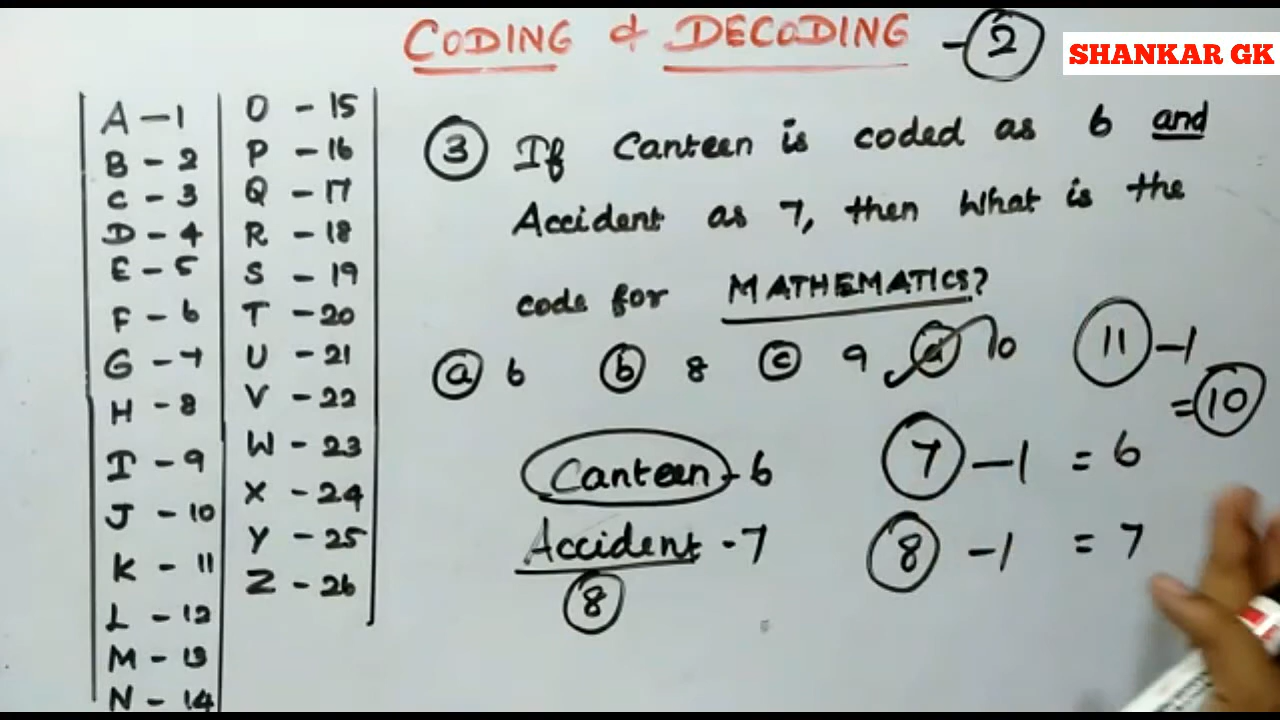 CODING & DECODING - 2
SHANKAR GK
A - 1
B - 2
C - 3
D - 4
E - 5
F - 6
G - 7
H - 8
I - 9
J - 10
K - 11
L - 12
M - 13
N - 14
O - 15
P - 16
Q - 17
R - 18
S - 19
T - 20
U - 21
V - 22
W - 23
X - 24
Y - 25
Z - 26
3 If Canteen is coded as 6 and
Accident as 7, then What is the
code for MATHEMATICS?
a 6 b 8 c 9 d 10
11 - 1
= 10
Canteen - 6
7 - 1 = 6
Accident - 7
8 - 1 = 7
8